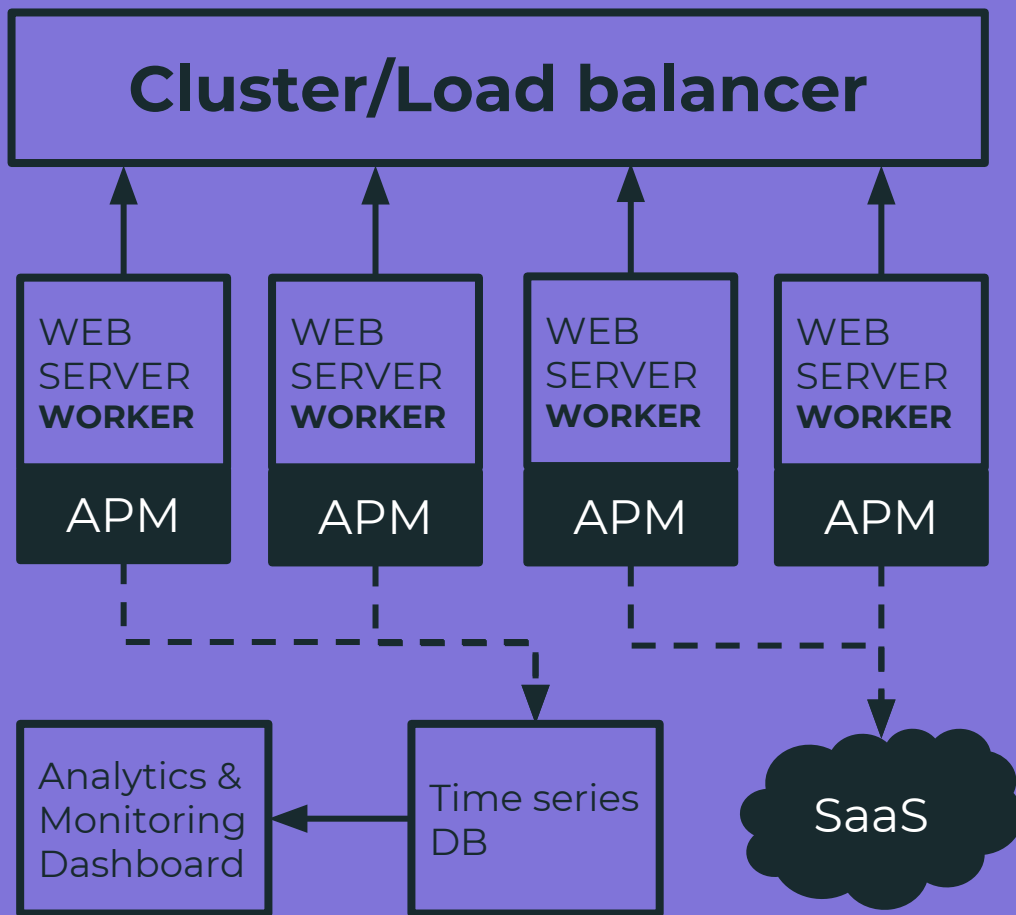 Cluster/Load balancer
WEB
SERVER
WORKER
APM
WEB
SERVER
WORKER
APM
WEB
SERVER
WORKER
APM
WEB
SERVER
WORKER
APM
Analytics &
Monitoring
Dashboard
Time series
DB
SaaS